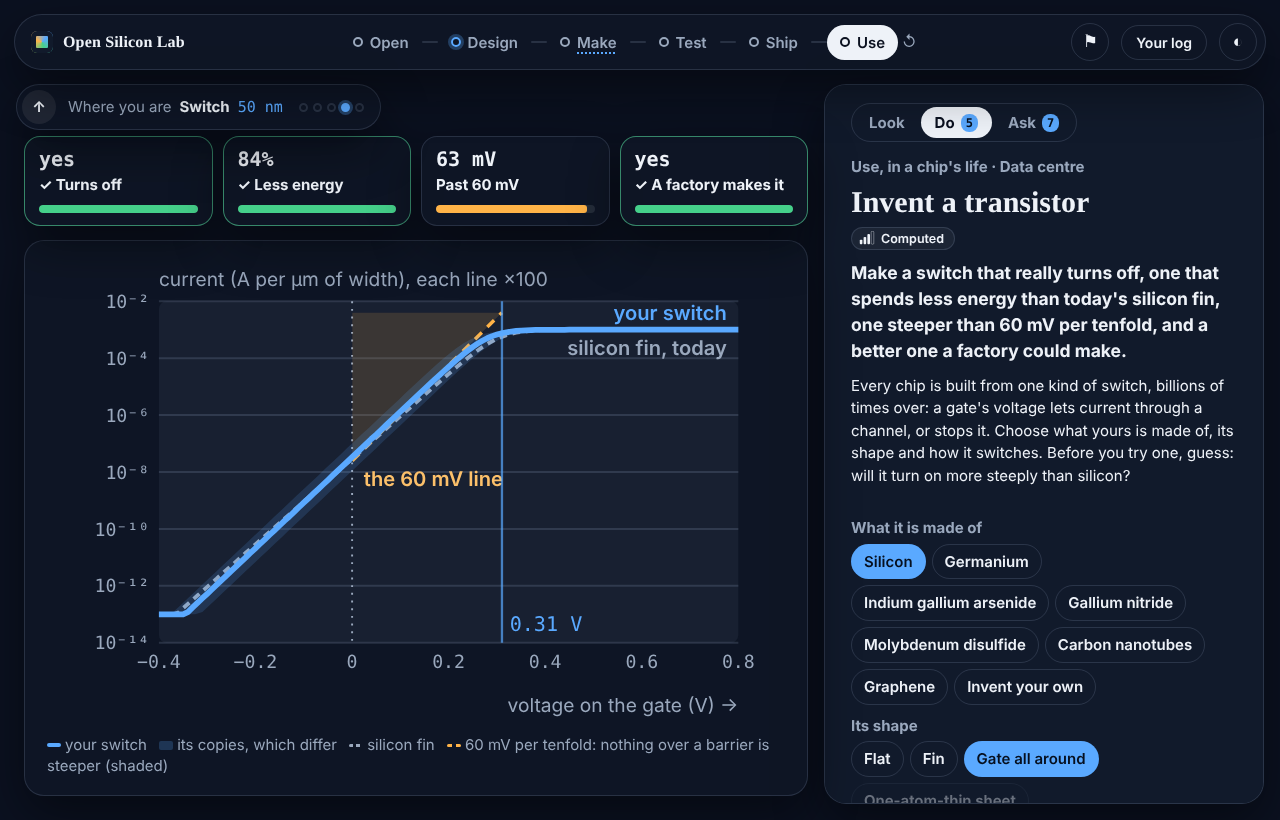 Open Silicon Lab
Open
Design
Make
Test
Ship
Use
Your log
Where you are Switch 50 nm
yes
✓ Turns off
84%
✓ Less energy
63 mV
Past 60 mV
yes
✓ A factory makes it
current (A per µm of width), each line ×100
10⁻²
10⁻⁴
10⁻⁶
10⁻⁸
10⁻¹⁰
10⁻¹²
10⁻¹⁴
your switch
silicon fin, today
the 60 mV line
0.31 V
−0.4 −0.2 0 0.2 0.4 0.6 0.8
voltage on the gate (V) →
your switch its copies, which differ silicon fin 60 mV per tenfold: nothing over a barrier is
steeper (shaded)
Look
Do 5
Ask 7
Use, in a chip's life · Data centre
Invent a transistor
Computed
Make a switch that really turns off, one that
spends less energy than today's silicon fin,
one steeper than 60 mV per tenfold, and a
better one a factory could make.
Every chip is built from one kind of switch, billions of
times over: a gate's voltage lets current through a
channel, or stops it. Choose what yours is made of, its
shape and how it switches. Before you try one, guess:
will it turn on more steeply than silicon?
What it is made of
Silicon
Germanium
Indium gallium arsenide
Gallium nitride
Molybdenum disulfide
Carbon nanotubes
Graphene
Invent your own
Its shape
Flat
Fin
Gate all around
One-atom-thin sheet